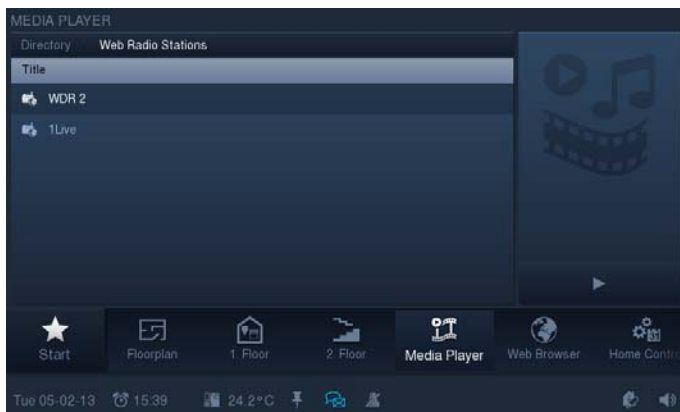 MEDIA PLAYER
Directory Web Radio Stations
Title
WDR 2
1Live
Start Floorplan 1. Floor 2. Floor Media Player Web Browser Home Contro
Tue 05-02-13 15:39 24.2°C